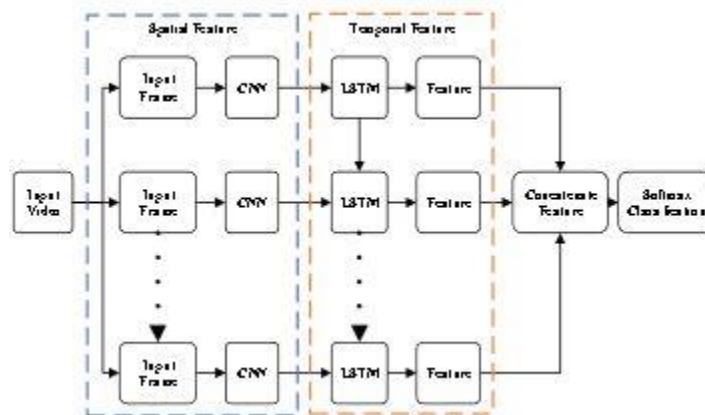 Spatial Feature
Temporal Feature
Input
Frame
CNN
LSTM
Feature
Input
Video
Input
Frame
CNN
LSTM
Feature
Concatenate
Feature
Softmax
Classification
Input
Frame
CNN
LSTM
Feature